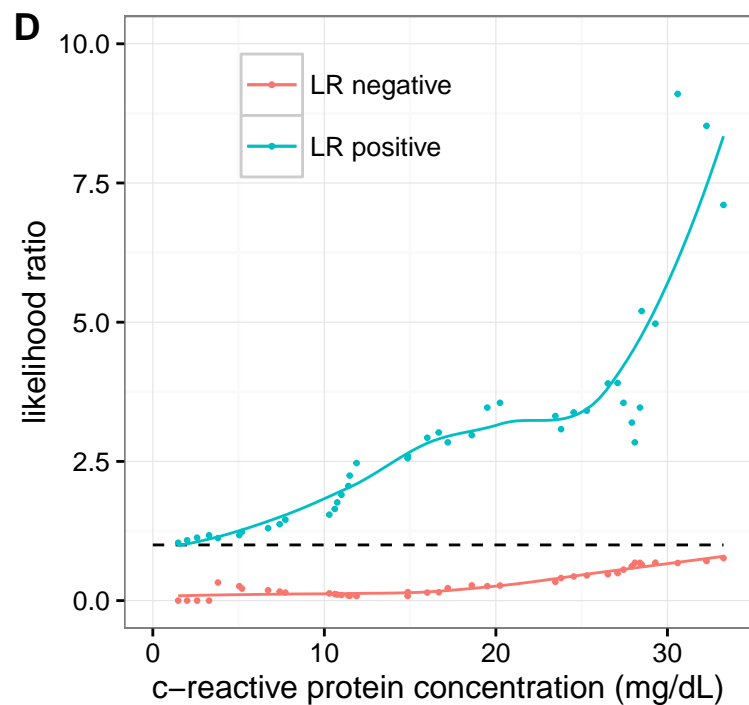 D
10.0
7.5
5.0
2.5
0.0
likelihood ratio
LR negative
LR positive
0 10 20 30
c−reactive protein concentration (mg/dL)